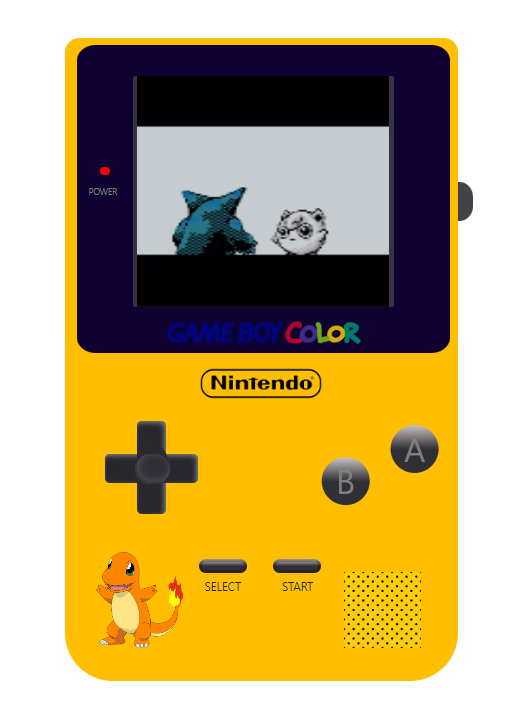 POWER
GAME BOY COLOR
Nintendo®
A
B
SELECT START